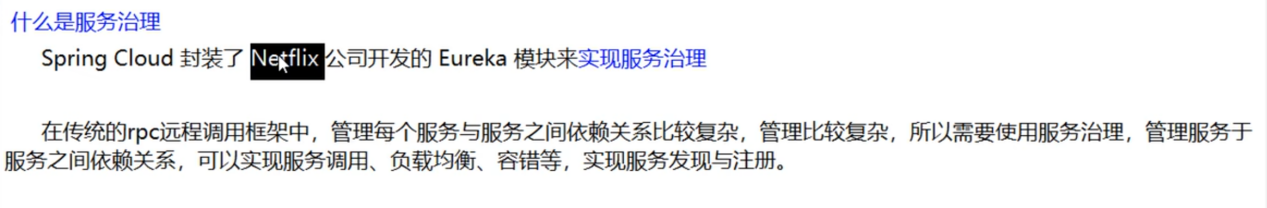 什么是服务治理
Spring Cloud 封装了 Netflix 公司开发的 Eureka 模块来实现服务治理
在传统的rpc远程调用框架中，管理每个服务与服务之间依赖关系比较复杂，管理比较复杂，所以需要使用服务治理，管理服务于
服务之间依赖关系，可以实现服务调用、负载均衡、容错等，实现服务发现与注册。